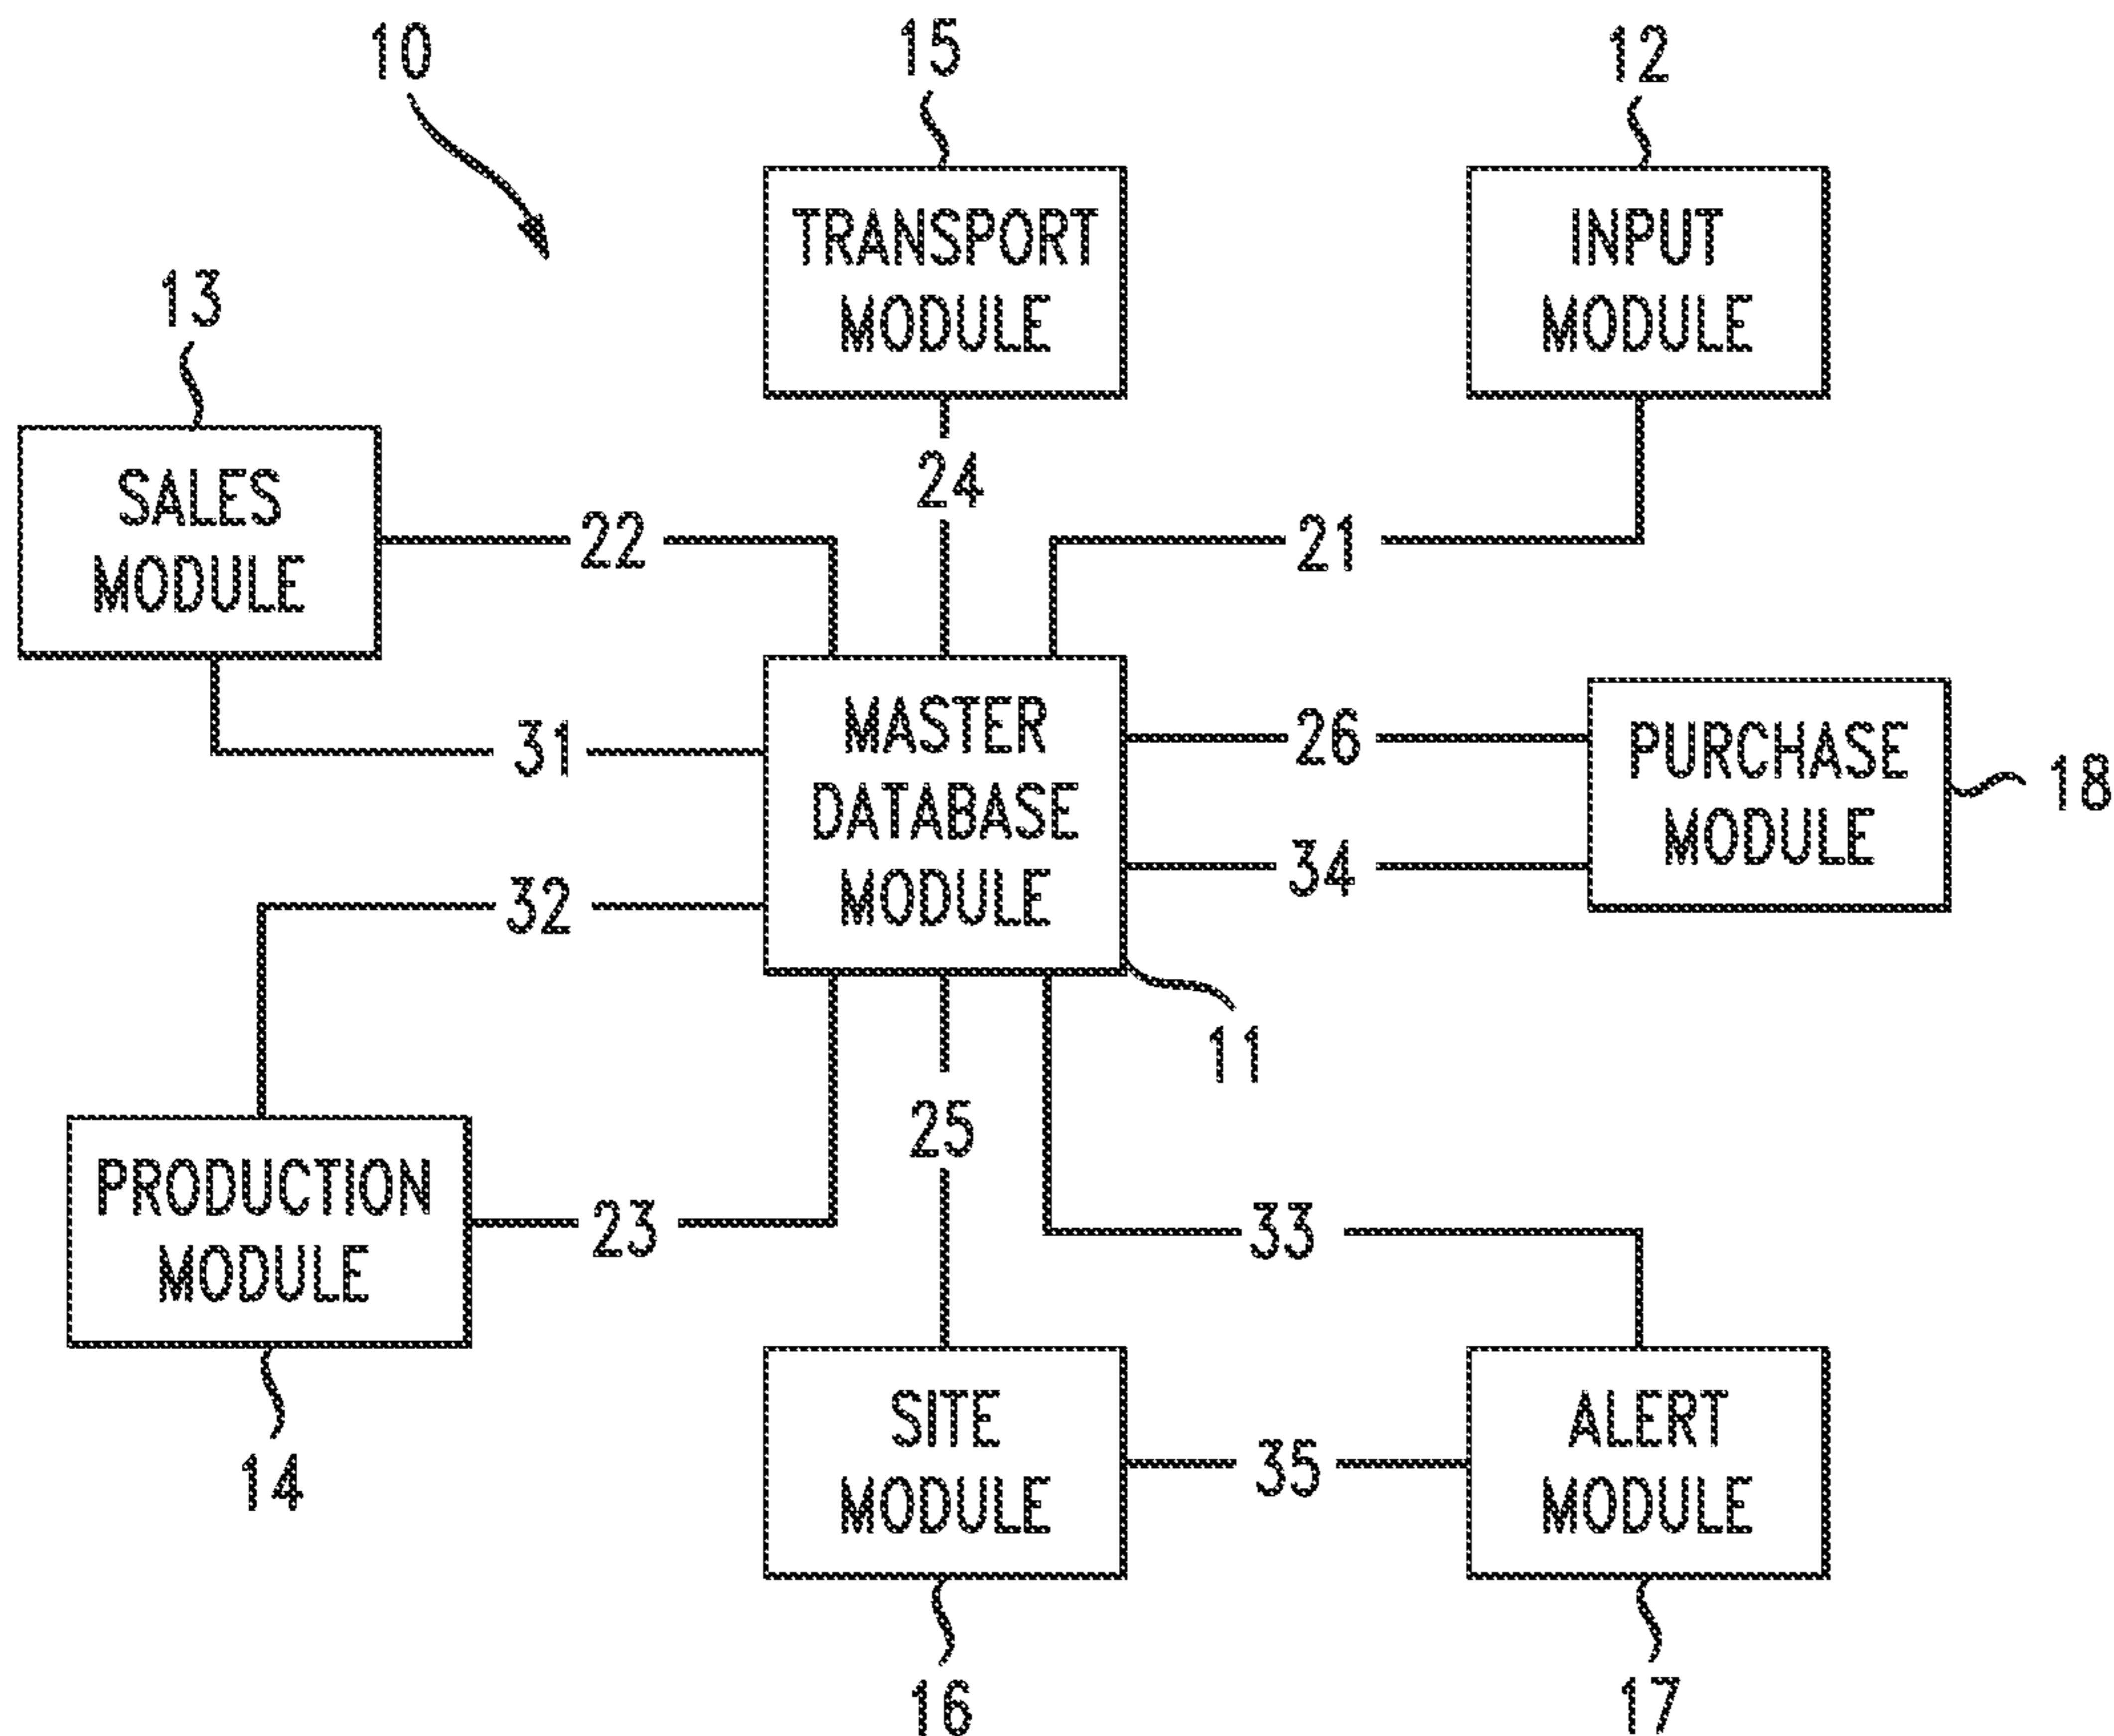 10
15
12
TRANSPORT
MODULE
INPUT
MODULE
13
SALES
MODULE
24
22
21
MASTER
DATABASE
MODULE
31
26
34
PURCHASE
MODULE
18
32
11
25
PRODUCTION
MODULE
23
33
14
SITE
MODULE
35
ALERT
MODULE
16
17